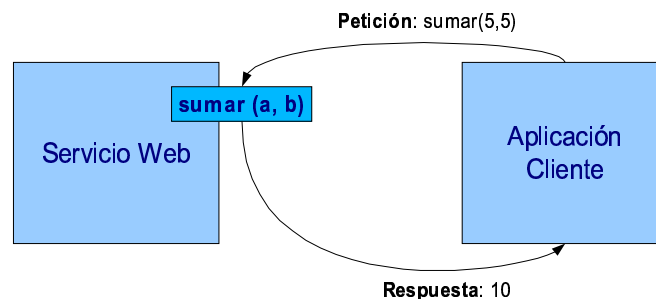 Petición: sumar(5,5)
sumar (a, b)
Servicio Web
Aplicación
Cliente
Respuesta: 10